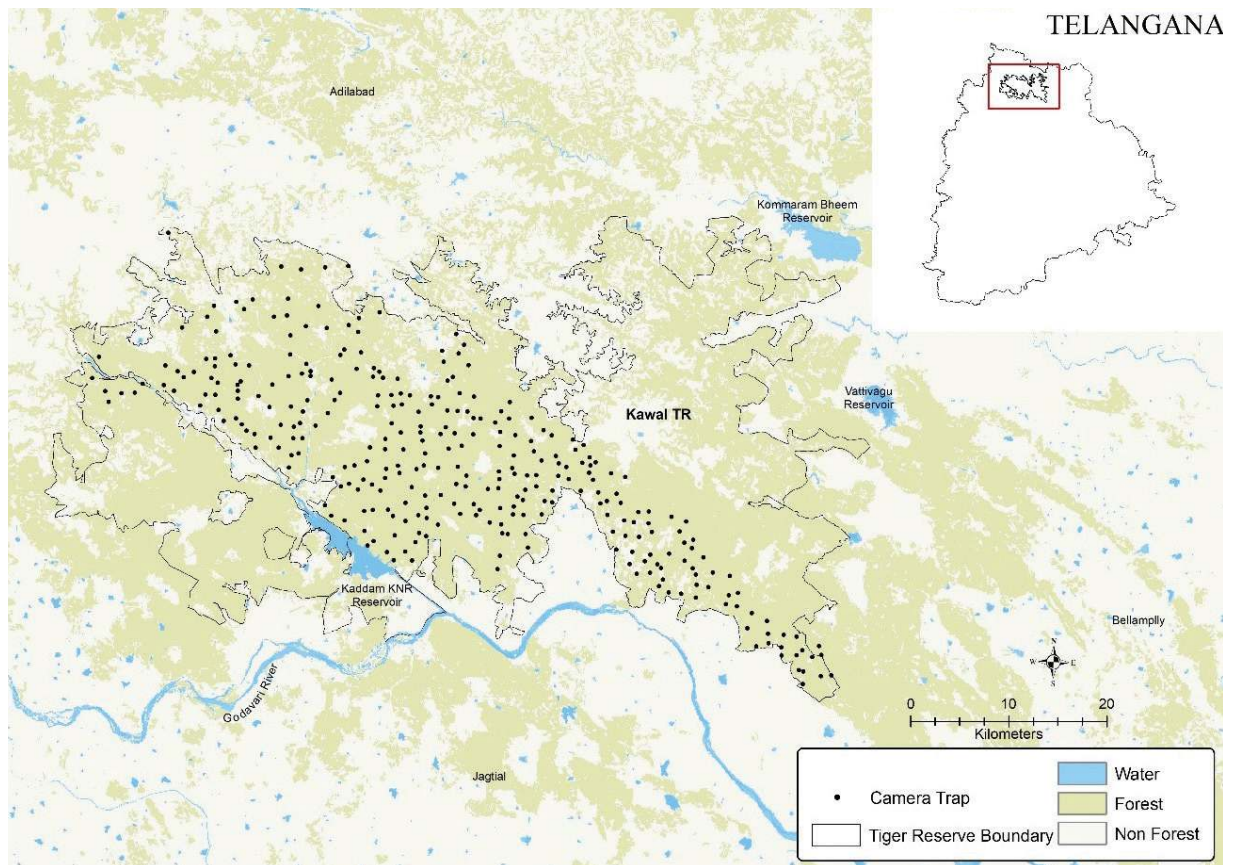 TELANGANA
Adilabad
Kommaram Bheem
Reservoir
Kawal TR
Vattivagu
Reservoir
Kaddam KNR
Reservoir
Bellamplly
Godavari River
N
W E
S
0 10 20
Kilometers
Jagtial
Camera Trap
Tiger Reserve Boundary
Water
Forest
Non Forest